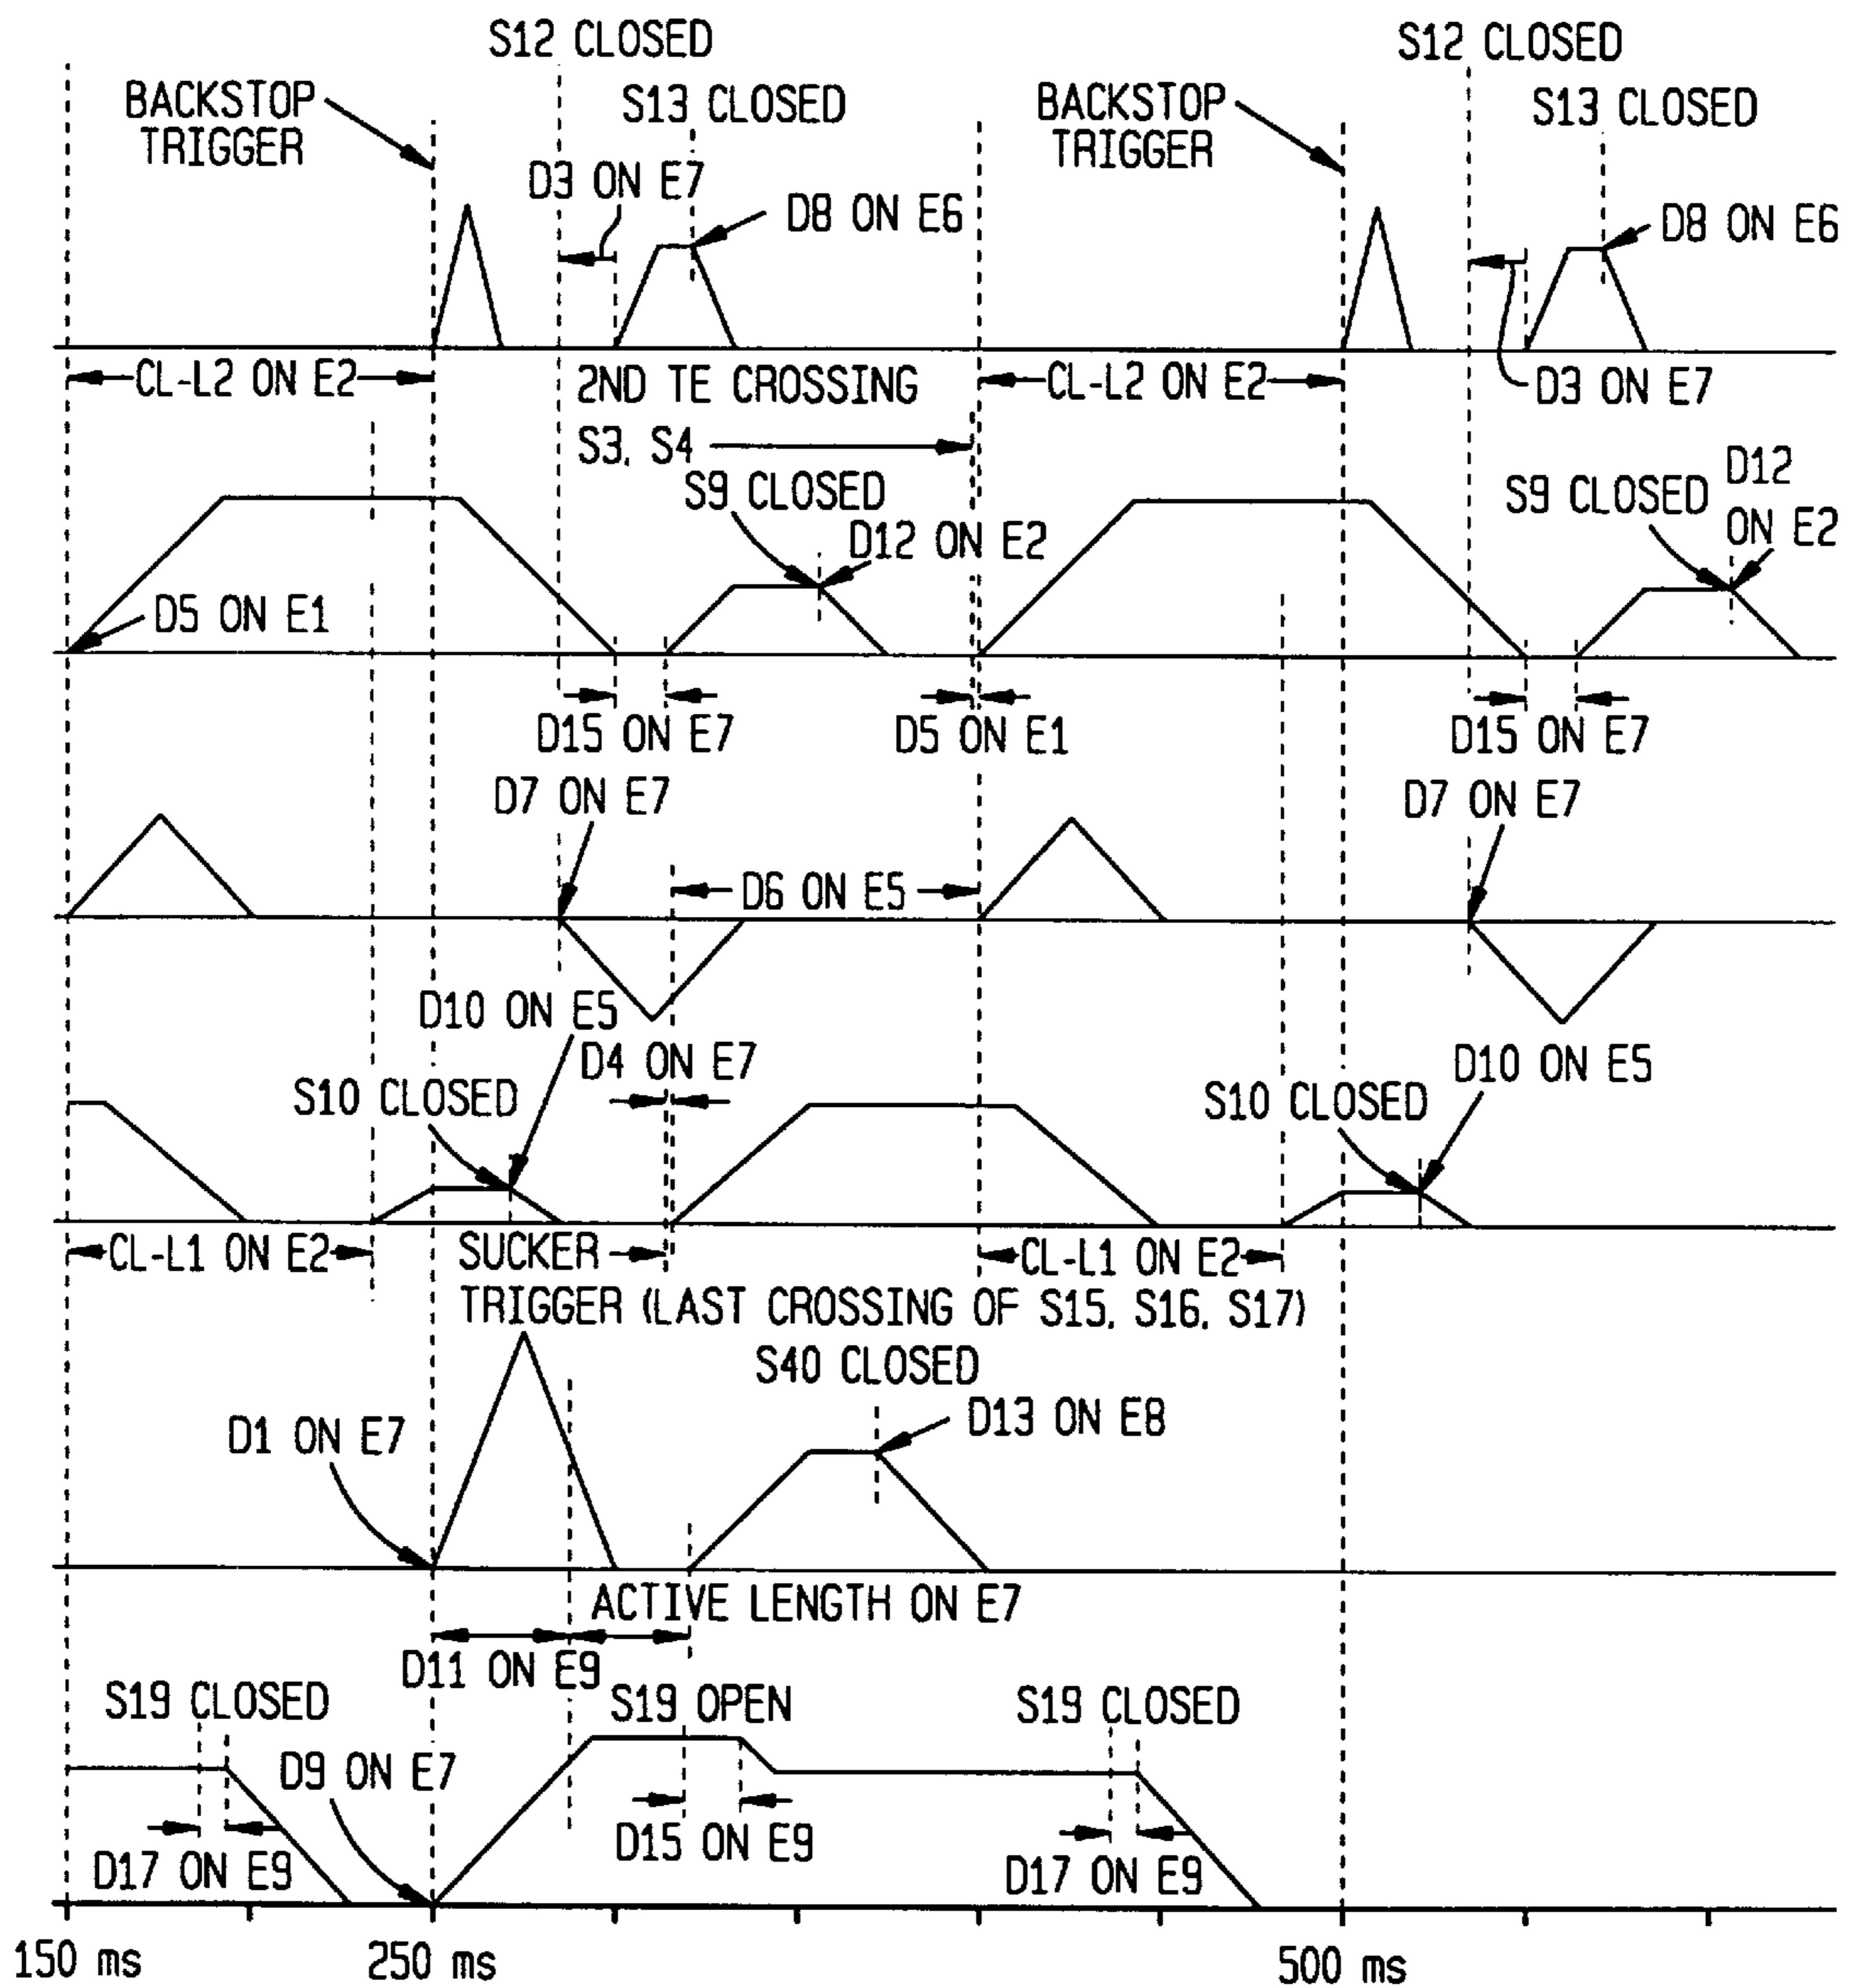 S12 CLOSED
S12 CLOSED
BACKSTOP
TRIGGER
S13 CLOSED
BACKSTOP
TRIGGER
S13 CLOSED
D3 ON E7
D8 ON E6
D8 ON E6
CL-L2 ON E2
2ND TE CROSSING
CL-L2 ON E2
D3 ON E7
S3, S4
S9 CLOSED
D12 ON E2
S9 CLOSED
D12
ON E2
D5 ON E1
D15 ON E7
D5 ON E1
D15 ON E7
D7 ON E7
D7 ON E7
D6 ON E5
D10 ON E5
D4 ON E7
D10 ON E5
S10 CLOSED
S10 CLOSED
CL-L1 ON E2
SUCKER
CL-L1 ON E2
TRIGGER (LAST CROSSING OF S15, S16, S17)
S40 CLOSED
D1 ON E7
D13 ON E8
ACTIVE LENGTH ON E7
D11 ON E9
S19 CLOSED
S19 OPEN
S19 CLOSED
D9 ON E7
D17 ON E9
D15 ON E9
D17 ON E9
150 ms
250 ms
500 ms